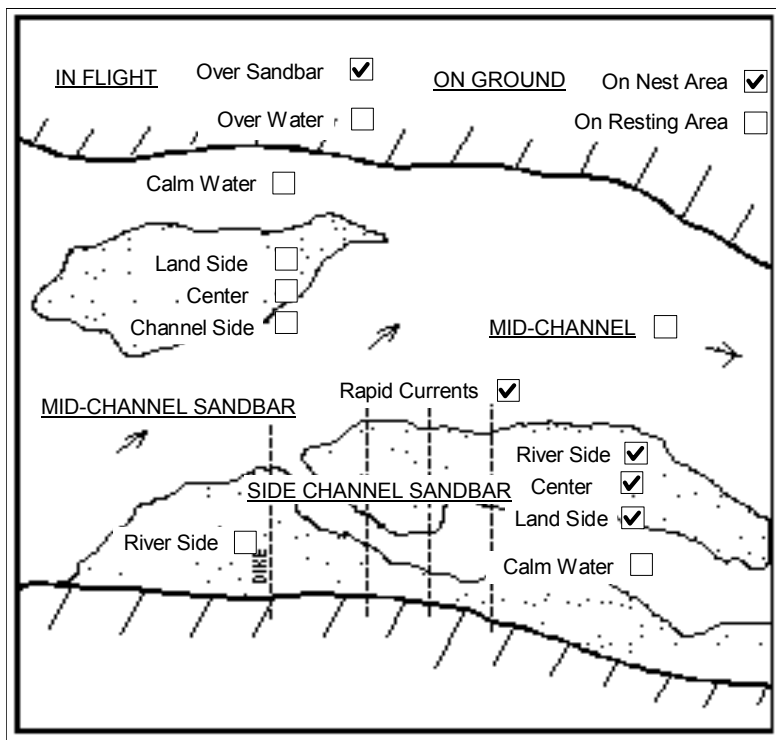 IN FLIGHT
Over Sandbar
ON GROUND
On Nest Area
Over Water
On Resting Area
Calm Water
Land Side
Center
Channel Side
MID-CHANNEL
Rapid Currents
MID-CHANNEL SANDBAR
River Side
SIDE CHANNEL SANDBAR
Center
Land Side
River Side
DIKE
Calm Water